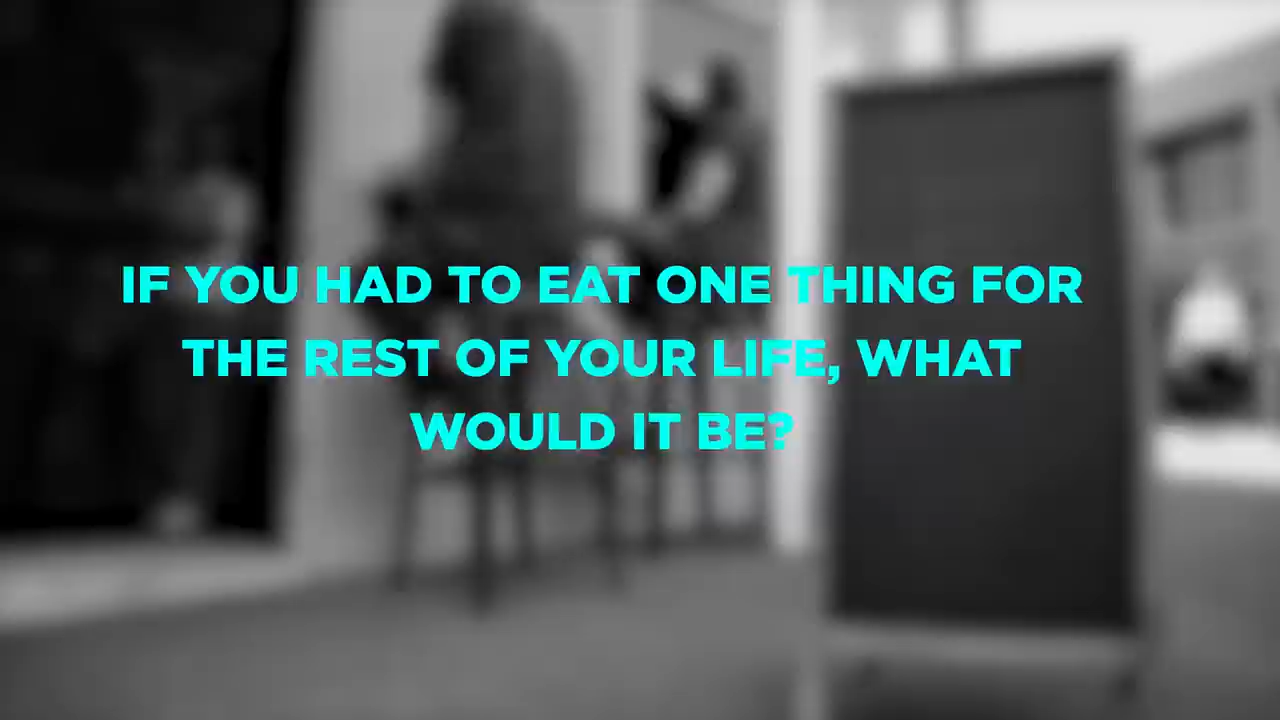 IF YOU HAD TO EAT ONE THING FOR
THE REST OF YOUR LIFE, WHAT
WOULD IT BE?